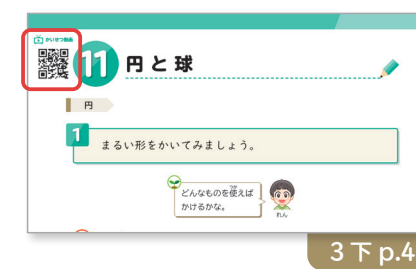 かいせつ動画
11 円と球
円
1
まるい形をかいてみましょう。
どんなものを使えば
かけるかな。
れん
3下 p.4